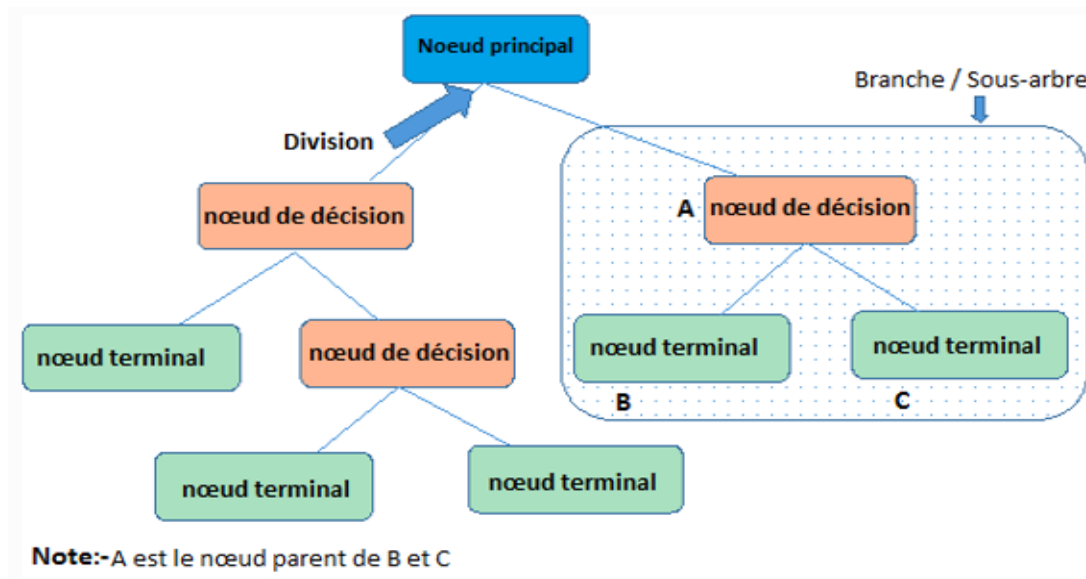 Noeud principal
Branche / Sous-arbre
Division
nœud de décision
A nœud de décision
nœud terminal
nœud de décision
nœud terminal
nœud terminal
B
C
nœud terminal
nœud terminal
Note:-A est le nœud parent de B et C